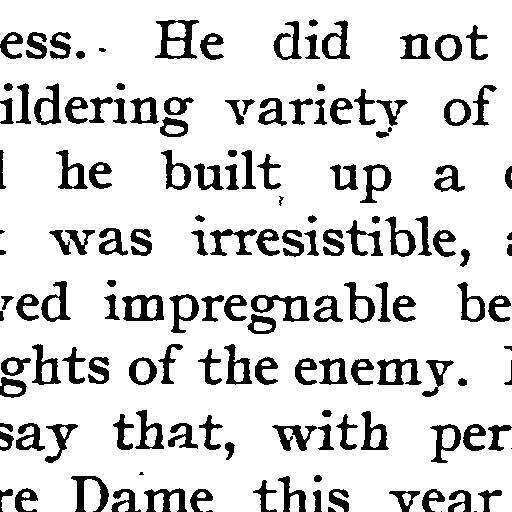 ess. He did not
ildering variety of
he built up a
was irresistible,
ved impregnable be
ghts of the enemy.
say that, with per
re Dame this year